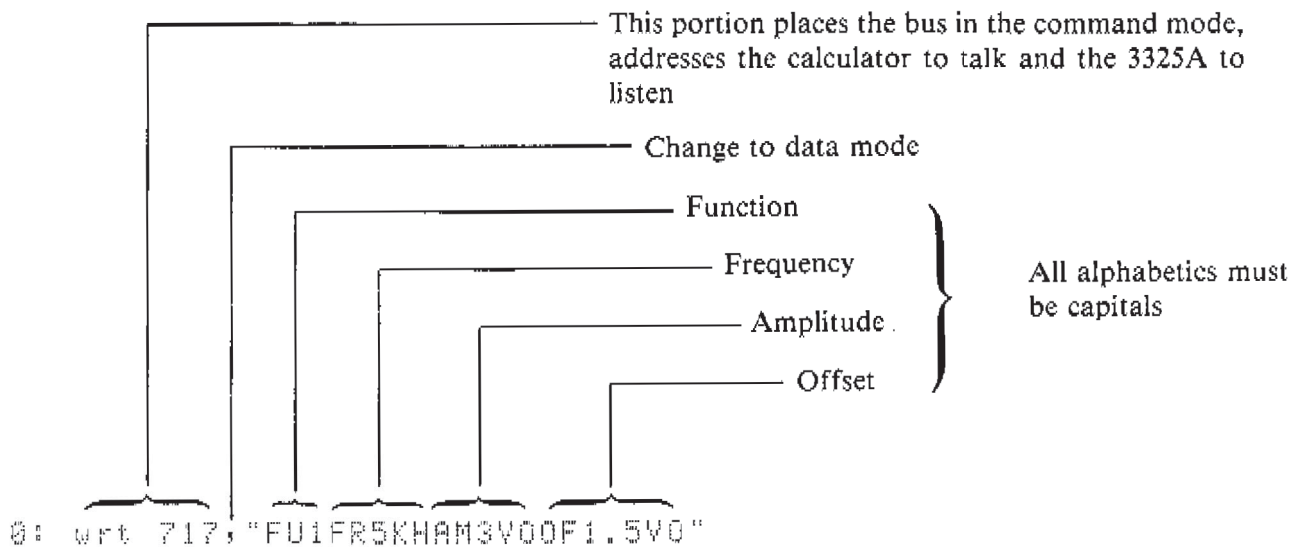 This portion places the bus in the command mode,
addresses the calculator to talk and the 3325A to
listen
Change to data mode
Function
Frequency
Amplitude
Offset
All alphabetics must
be capitals
0: wrt 717,"FU1FR5KHAM3VOOF1.5VO"